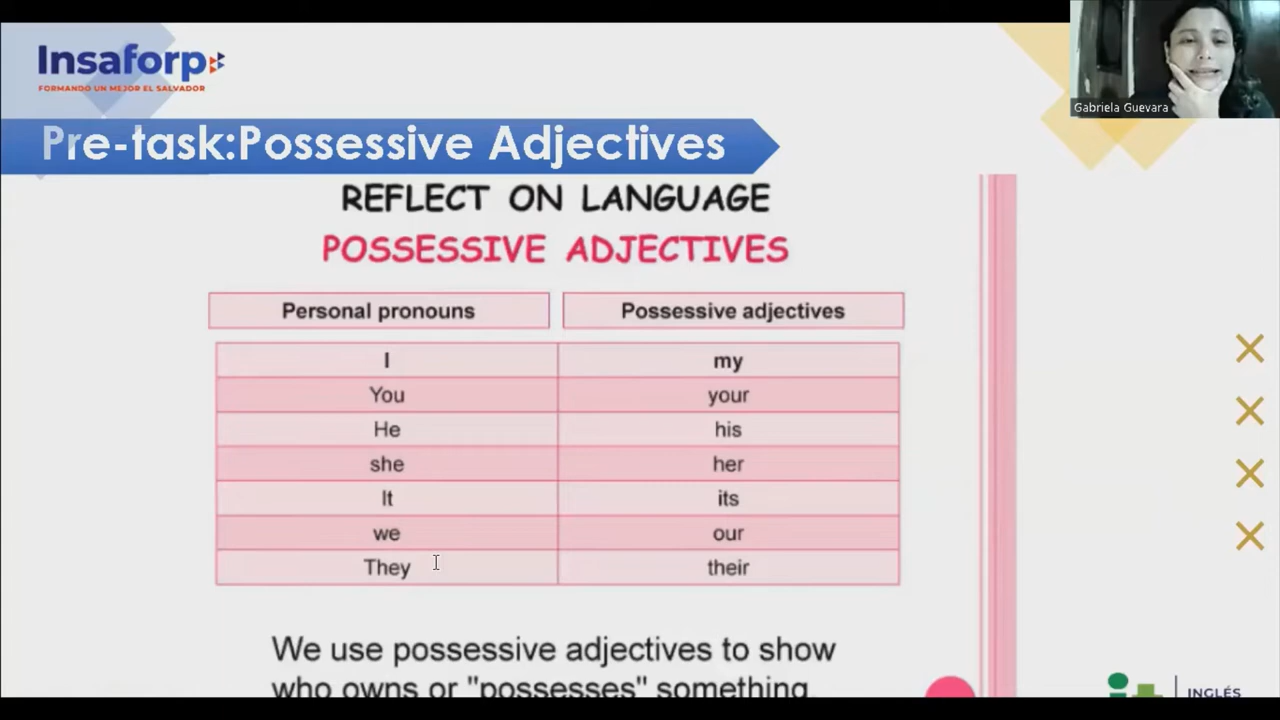 Insaforp
FORMANDO UN MEJOR EL SALVADOR
Gabriela Guevara
Pre-task:Possessive Adjectives
REFLECT ON LANGUAGE
POSSESSIVE ADJECTIVES
Personal pronouns Possessive adjectives
I my
You your
He his
she her
It its
we our
They their
We use possessive adjectives to show
who owns or "possesses" something.
INGLÉS